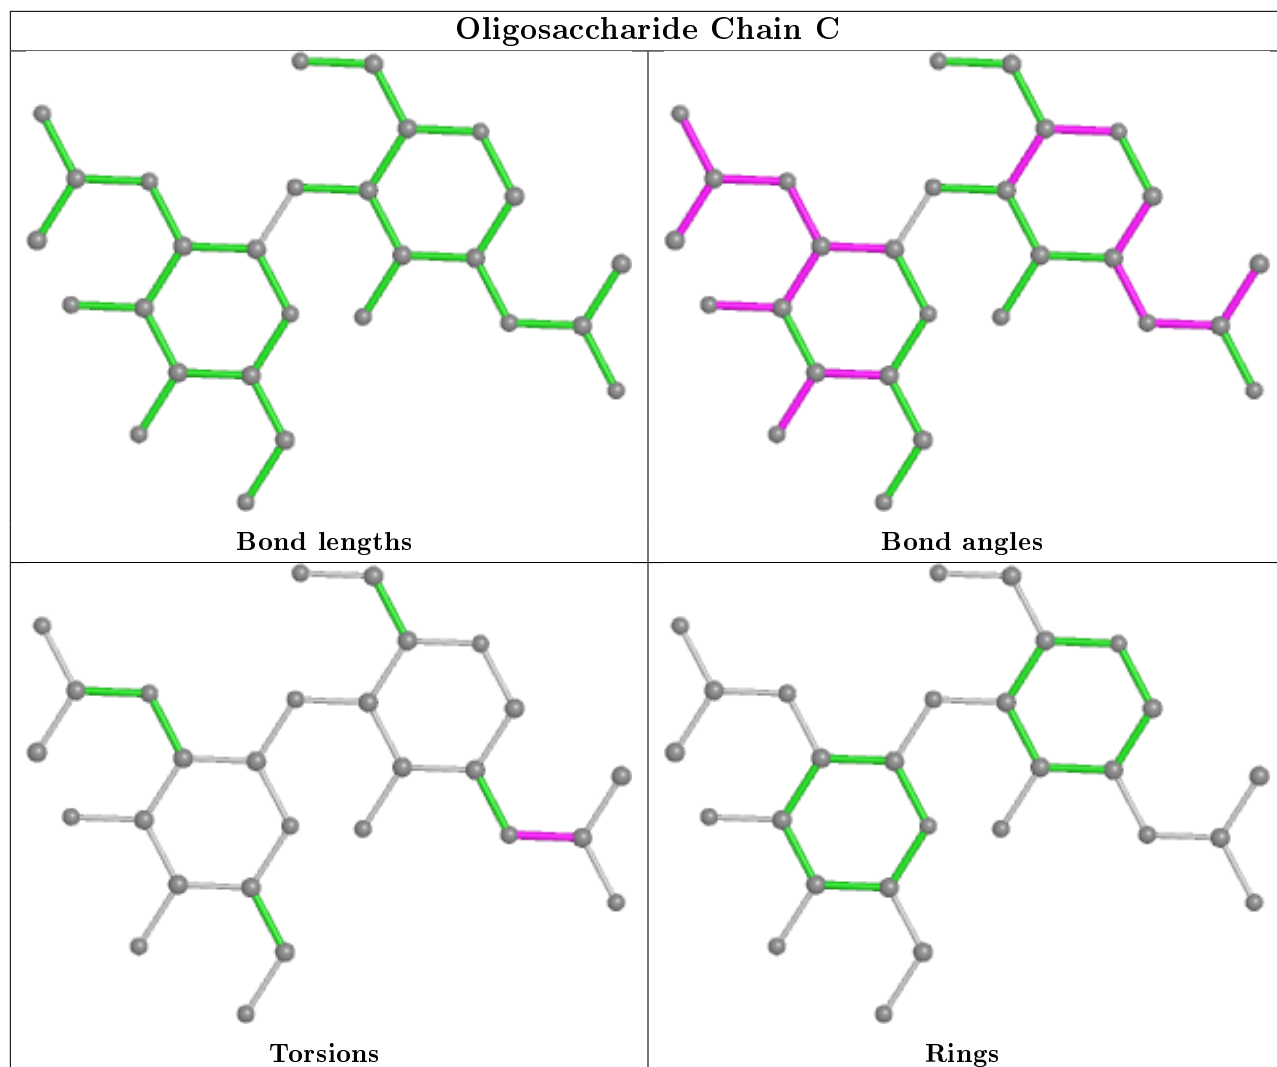 Oligosaccharide Chain C
Bond lengths
Bond angles
Torsions
Rings